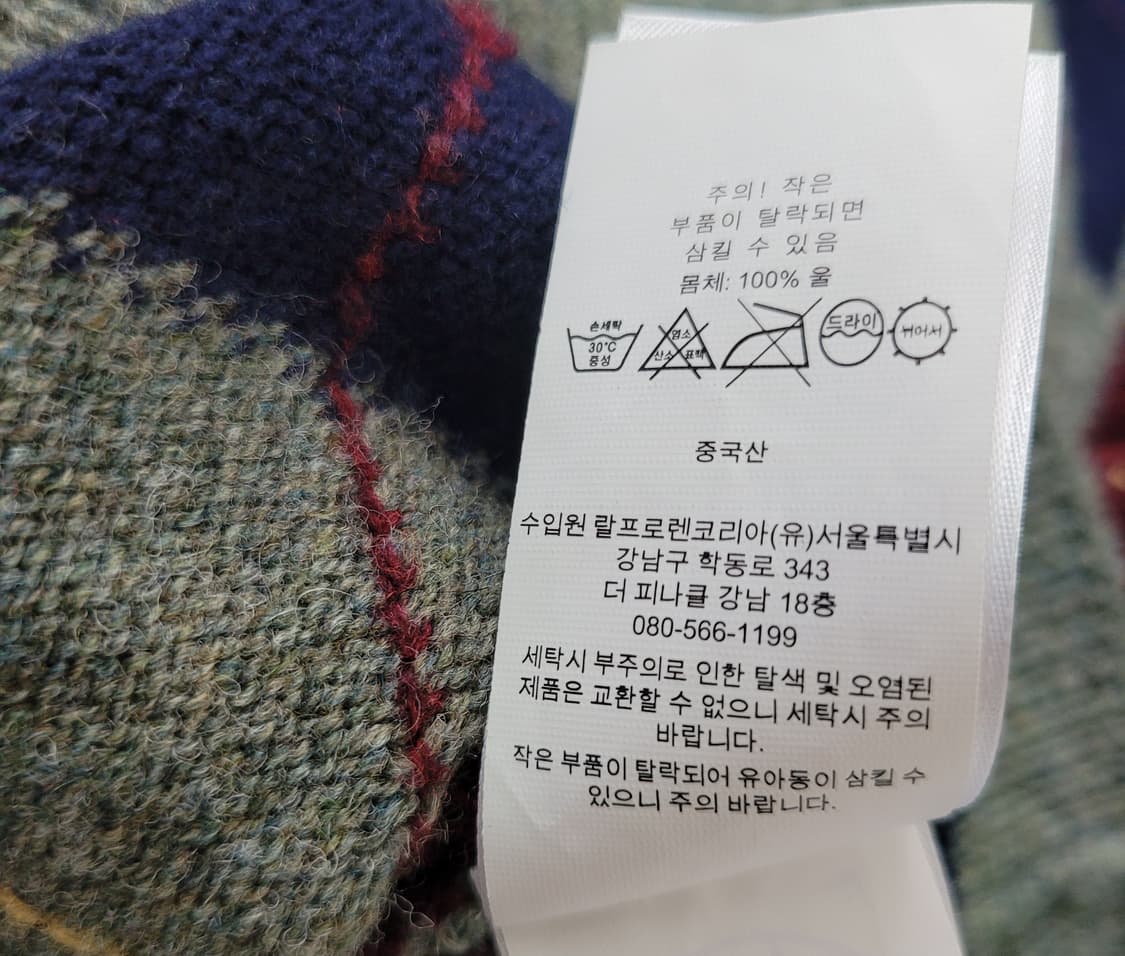 주의! 작은
부품이 탈락되면
삼킬 수 있음
몸체: 100% 울
손세탁
30°C
중성
염소
산소 표백
드라이
뉘어서
중국산
수입원 랄프로렌코리아(유)서울특별시
강남구 학동로 343
더 피나클 강남 18층
080-566-1199
세탁시 부주의로 인한 탈색 및 오염된
제품은 교환할 수 없으니 세탁시 주의
바랍니다.
작은 부품이 탈락되어 유아동이 삼킬 수
있으니 주의 바랍니다.